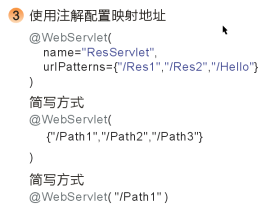 3 使用注解配置映射地址
@WebServlet(
name="ResServlet",
urlPatterns={"/Res1","/Res2","/Hello"}
)
简写方式
@WebServlet(
{"/Path1","/Path2","/Path3"}
)
简写方式
@WebServlet( "/Path1" )